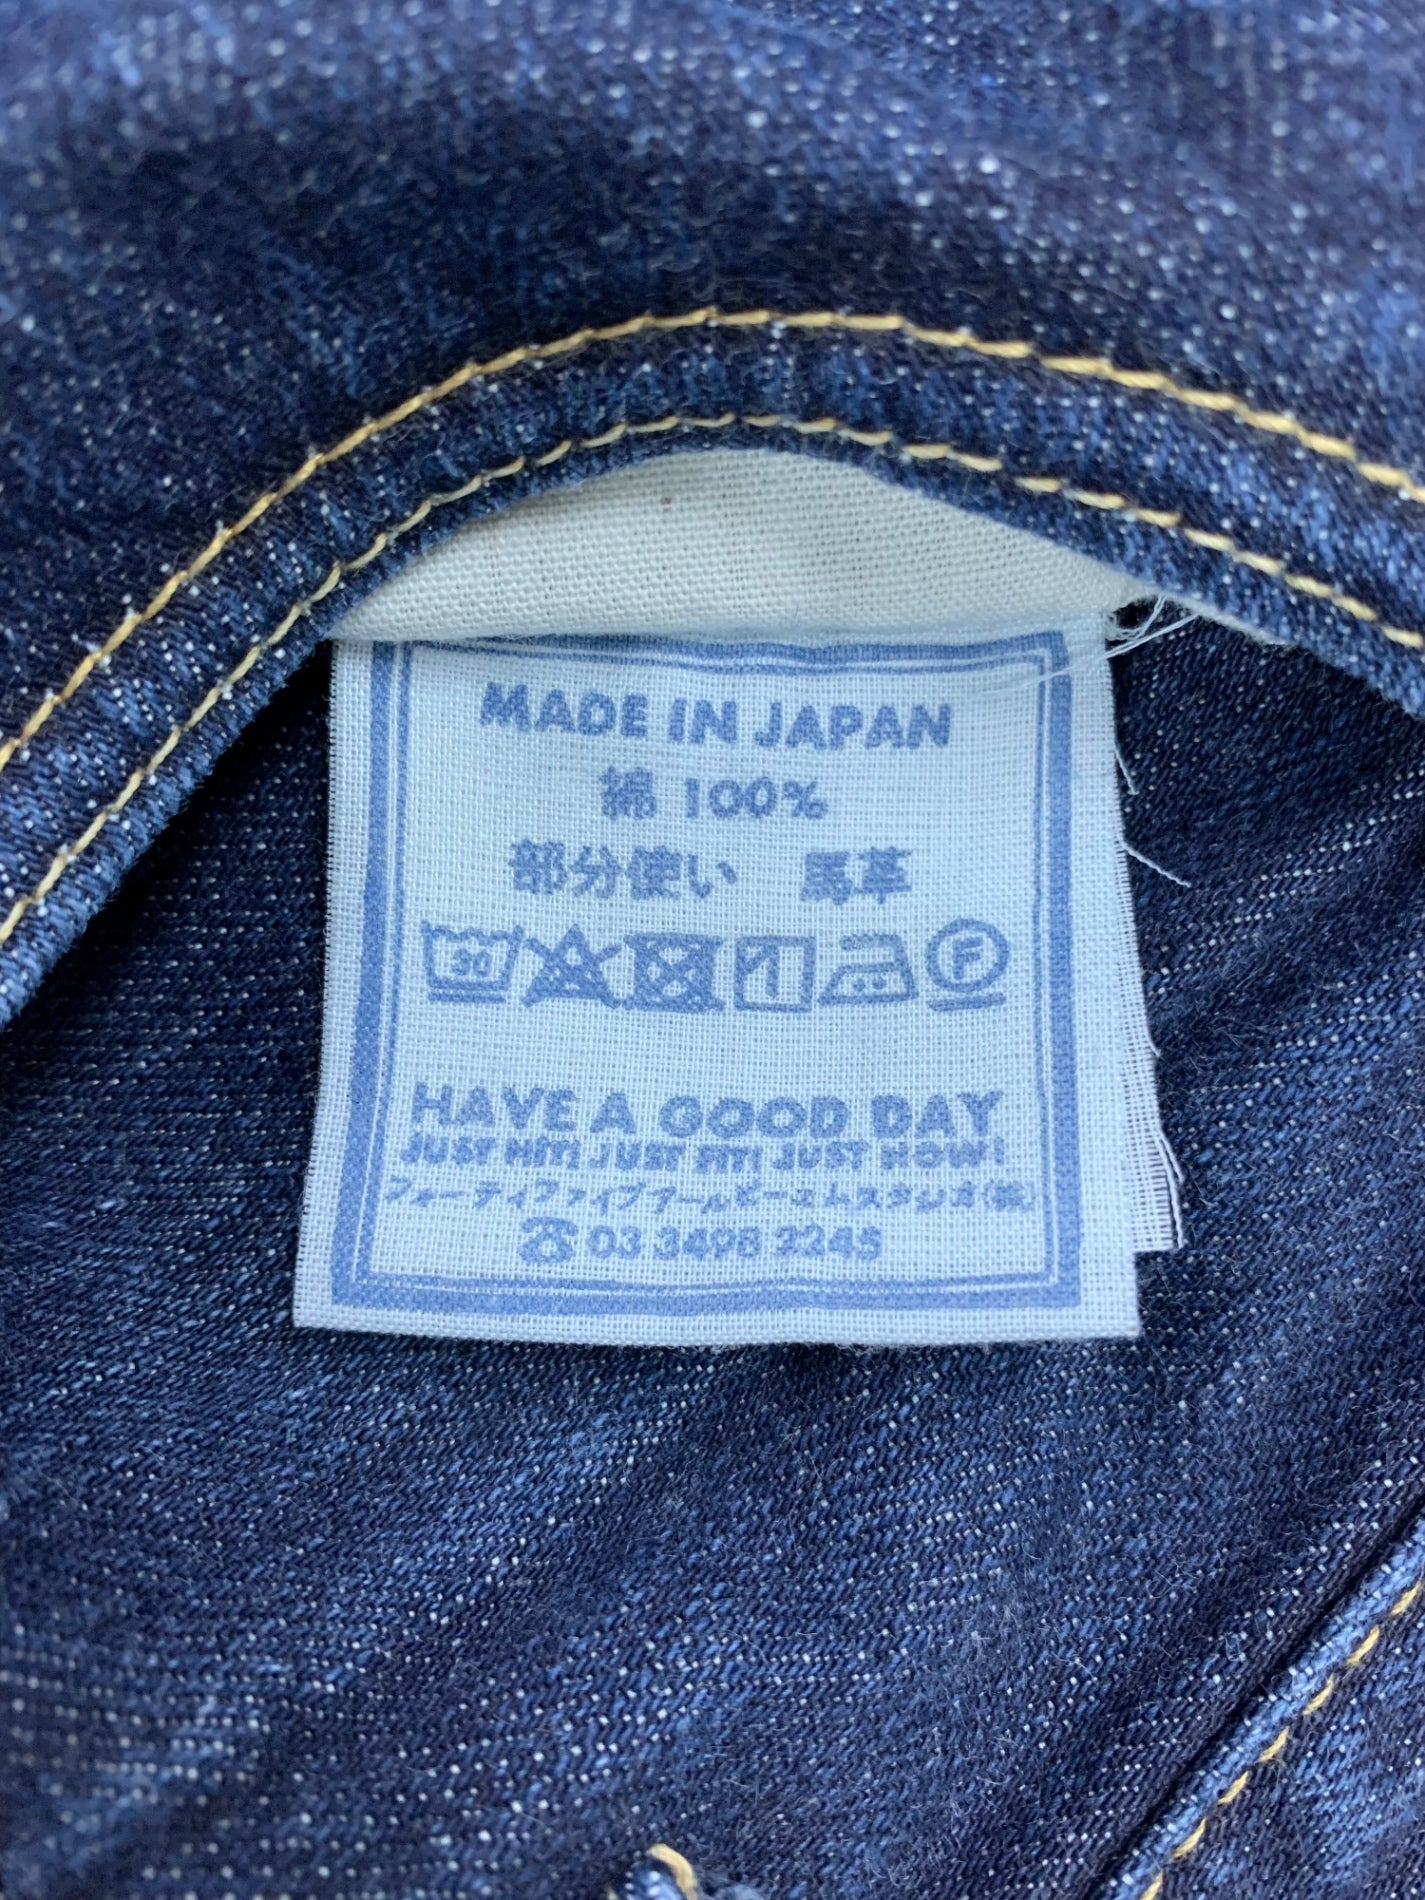 MADE IN JAPAN
綿 100%
部分使い 馬革
30
F
HAVE A GOOD DAY
JUST HIT! JUST FIT! JUST NOW!
フォーティファイブアールピーエムスタジオ(株)
☎ 03 3498 2245